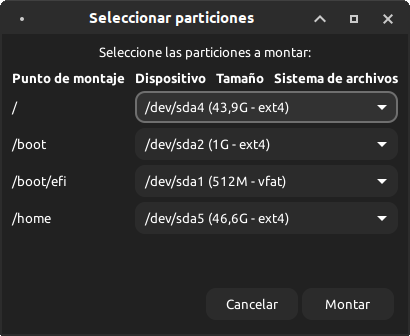 Seleccionar particiones
Seleccione las particiones a montar:
Punto de montaje Dispositivo Tamaño Sistema de archivos
/ /dev/sda4 (43,9G - ext4)
/boot /dev/sda2 (1G - ext4)
/boot/efi /dev/sda1 (512M - vfat)
/home /dev/sda5 (46,6G - ext4)
Cancelar Montar